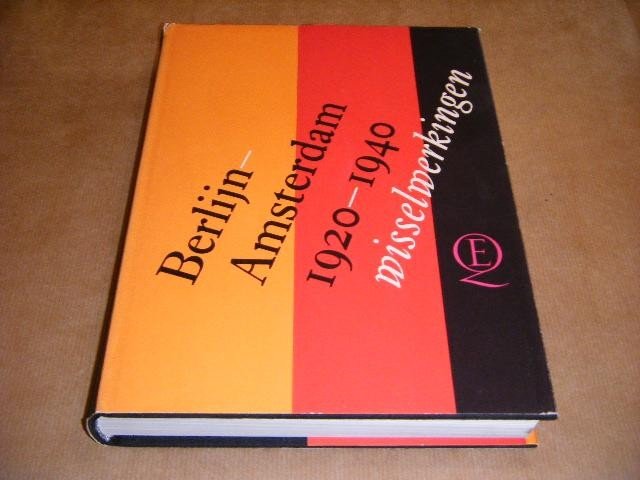 Berlijn–
Amsterdam
1920–1940
wisselwerkingen